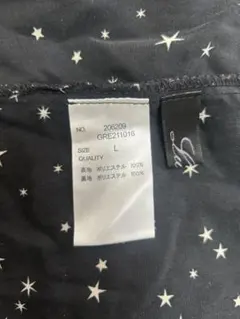 NO. 206209
GRE211016
SIZE L
QUALITY
表地 ポリエステル 100%
裏地 ポリエステル 100%